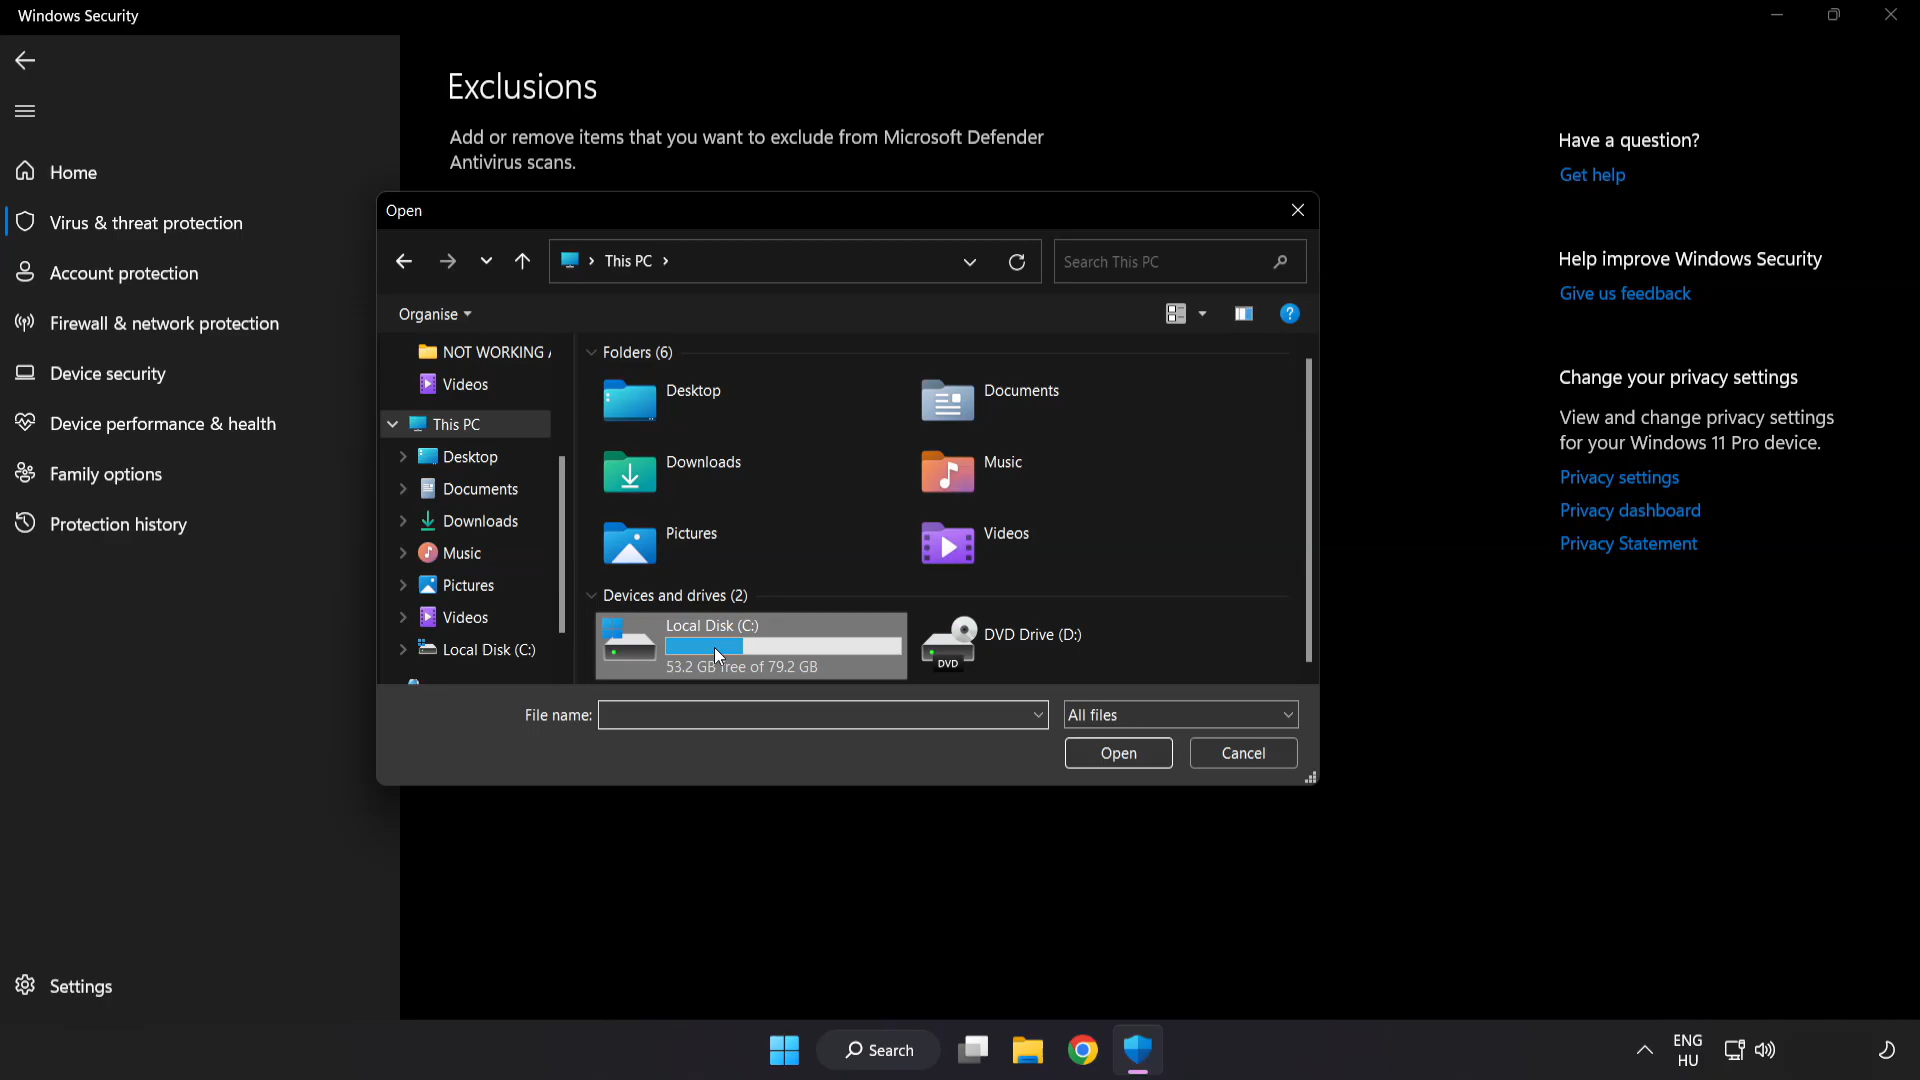 Windows Security
Home
Virus & threat protection
Account protection
Firewall & network protection
Device security
Device performance & health
Family options
Protection history
Settings
Exclusions
Add or remove items that you want to exclude from Microsoft Defender
Antivirus scans.
Open
This PC
Search This PC
Organise
NOT WORKING
Videos
This PC
Desktop
Documents
Downloads
Music
Pictures
Videos
Local Disk (C:)
Folders (6)
Desktop
Documents
Downloads
Music
Pictures
Videos
Devices and drives (2)
Local Disk (C:)
53.2 GB free of 79.2 GB
DVD
DVD Drive (D:)
File name:
All files
Open
Cancel
Have a question?
Get help
Help improve Windows Security
Give us feedback
Change your privacy settings
View and change privacy settings
for your Windows 11 Pro device.
Privacy settings
Privacy dashboard
Privacy Statement
Search
ENG
HU